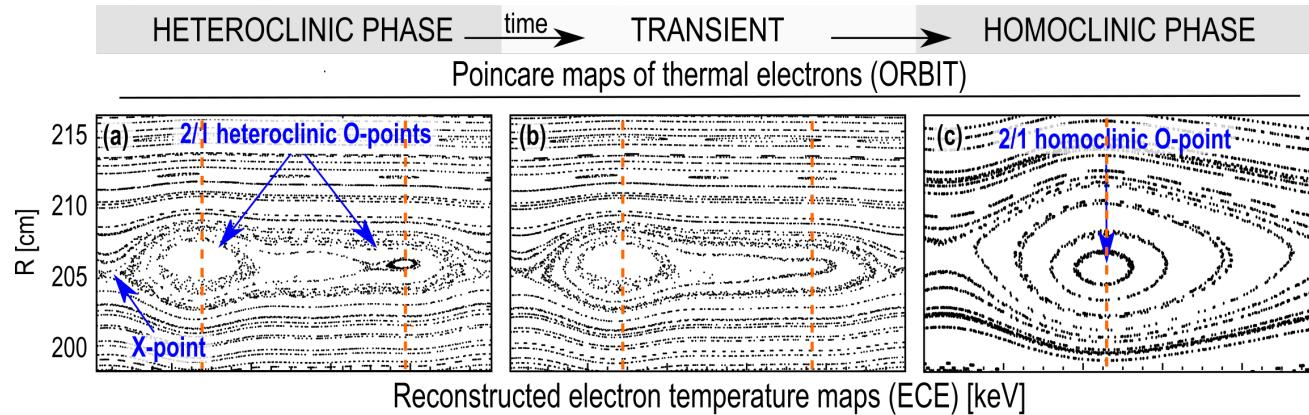 HETEROCLINIC PHASE time TRANSIENT HOMOCLINIC PHASE
Poincare maps of thermal electrons (ORBIT)
(a) 2/1 heteroclinic O-points (b) (c) 2/1 homoclinic O-point
215
210
R [cm]
205
200
X-point
Reconstructed electron temperature maps (ECE) [keV]